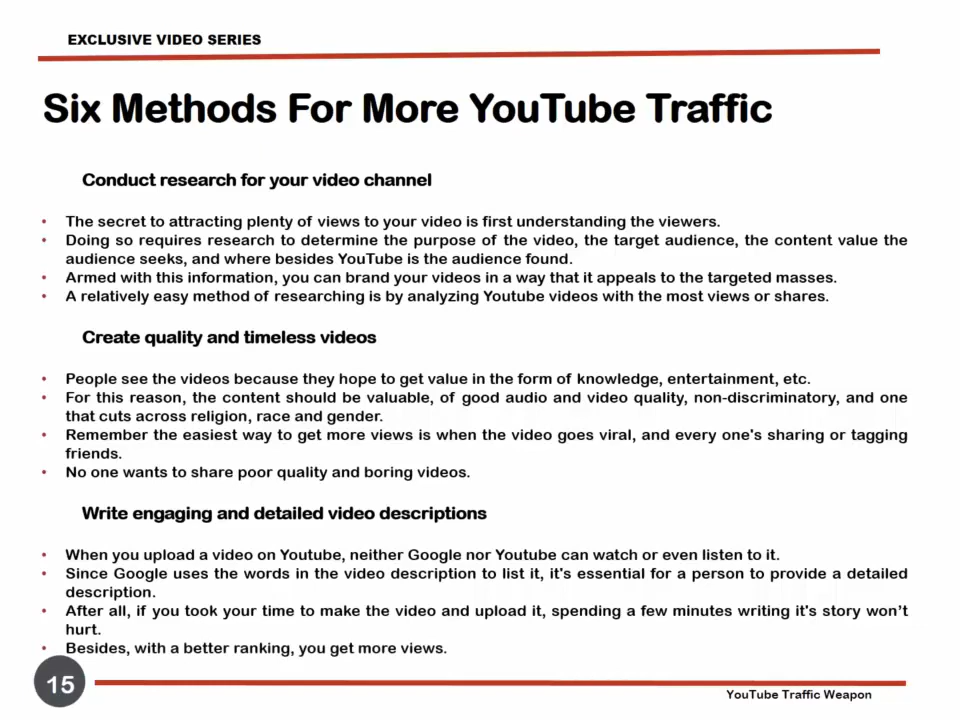 EXCLUSIVE VIDEO SERIES
Six Methods For More YouTube Traffic
Conduct research for your video channel
• The secret to attracting plenty of views to your video is first understanding the viewers.
• Doing so requires research to determine the purpose of the video, the target audience, the content value the
audience seeks, and where besides YouTube is the audience found.
• Armed with this information, you can brand your videos in a way that it appeals to the targeted masses.
• A relatively easy method of researching is by analyzing Youtube videos with the most views or shares.
Create quality and timeless videos
• People see the videos because they hope to get value in the form of knowledge, entertainment, etc.
• For this reason, the content should be valuable, of good audio and video quality, non-discriminatory, and one
that cuts across religion, race and gender.
• Remember the easiest way to get more views is when the video goes viral, and every one's sharing or tagging
friends.
• No one wants to share poor quality and boring videos.
Write engaging and detailed video descriptions
• When you upload a video on Youtube, neither Google nor Youtube can watch or even listen to it.
• Since Google uses the words in the video description to list it, it's essential for a person to provide a detailed
description.
• After all, if you took your time to make the video and upload it, spending a few minutes writing it's story won’t
hurt.
• Besides, with a better ranking, you get more views.
15
YouTube Traffic Weapon